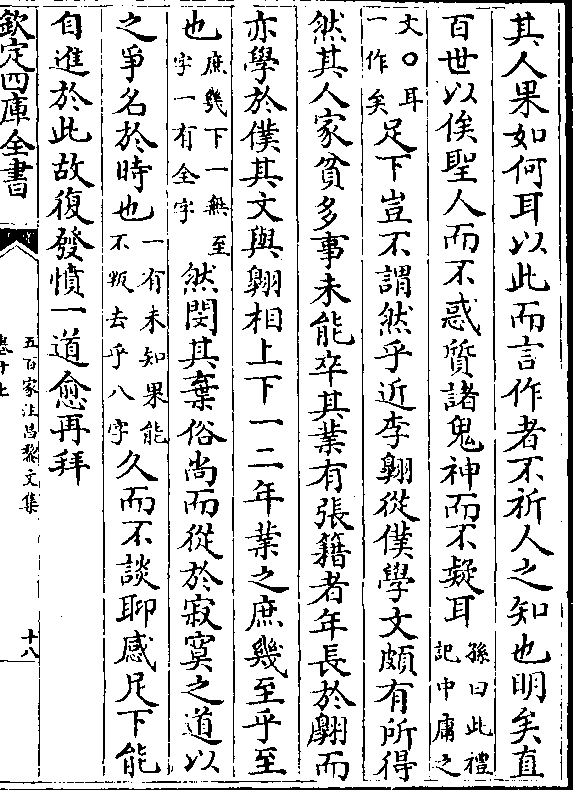 其人果如何耳以此而言作者不祈人之知也明矣直
百世以俟聖人而不惑質諸鬼神而不疑耳孫曰此禮記中庸之
文○耳一作矣足下豈不謂然乎近李翺從僕學文頗有所得
然其人家貧多事未能卒其業有張籍者年長於翺而
亦學於僕其文與翺相上下一二年業之庶幾至乎至
也庶幾下一無至字一有全字然閔其棄俗尚而從於寂寞之道以
之爭名於時也一有未知果能不叛去乎八字久而不談聊感足下能
自進於此故復發憤一道愈再拜
欽定四庫全書
五百家注昌黎文集
卷十七
十八